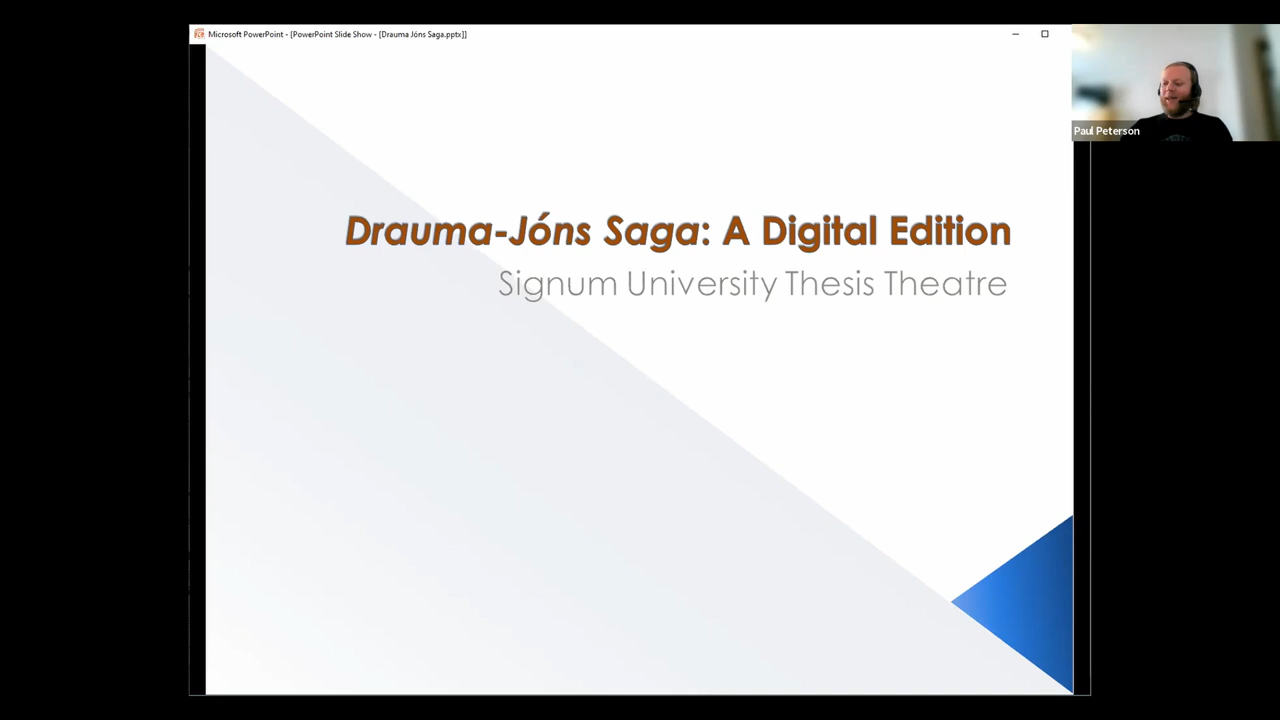 Microsoft PowerPoint - [PowerPoint Slide Show - [Drauma Jóns Saga.pptx]]
Paul Peterson
Drauma-Jóns Saga: A Digital Edition
Signum University Thesis Theatre